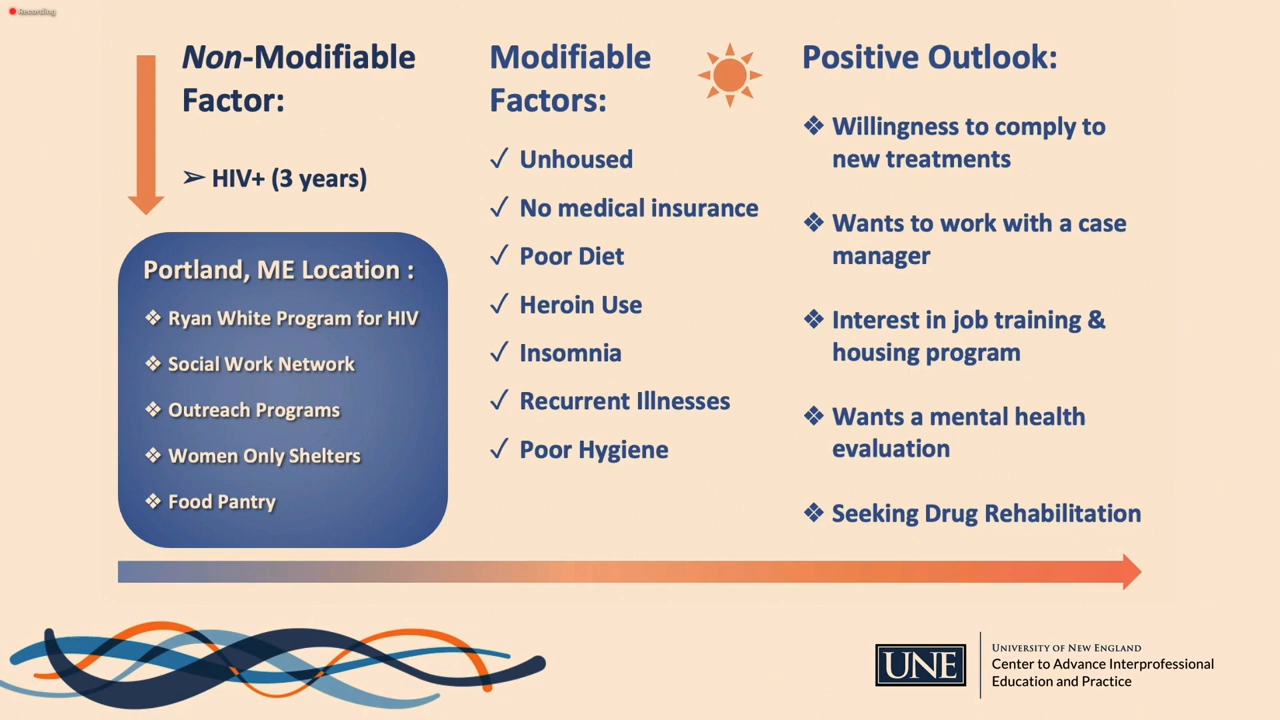 Recording
Non-Modifiable
Factor:
➢ HIV+ (3 years)
Portland, ME Location :
❖ Ryan White Program for HIV
❖ Social Work Network
❖ Outreach Programs
❖ Women Only Shelters
❖ Food Pantry
Modifiable
Factors:
✓ Unhoused
✓ No medical insurance
✓ Poor Diet
✓ Heroin Use
✓ Insomnia
✓ Recurrent Illnesses
✓ Poor Hygiene
Positive Outlook:
❖ Willingness to comply to
new treatments
❖ Wants to work with a case
manager
❖ Interest in job training &
housing program
❖ Wants a mental health
evaluation
❖ Seeking Drug Rehabilitation
UNE
University of New England
Center to Advance Interprofessional
Education and Practice